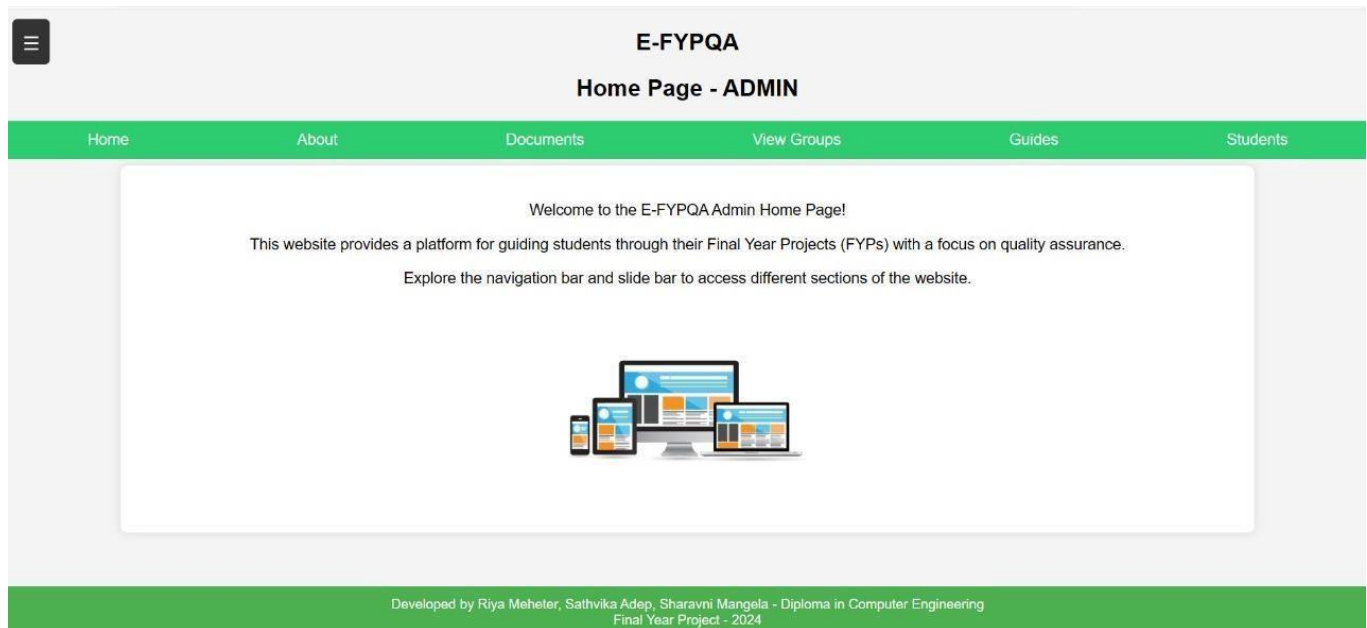 ☰
E-FYPQA
Home Page - ADMIN
Home About Documents View Groups Guides Students
Welcome to the E-FYPQA Admin Home Page!
This website provides a platform for guiding students through their Final Year Projects (FYPs) with a focus on quality assurance.
Explore the navigation bar and slide bar to access different sections of the website.
Developed by Riya Meheter, Sathvika Adep, Sharavni Mangela - Diploma in Computer Engineering
Final Year Project - 2024